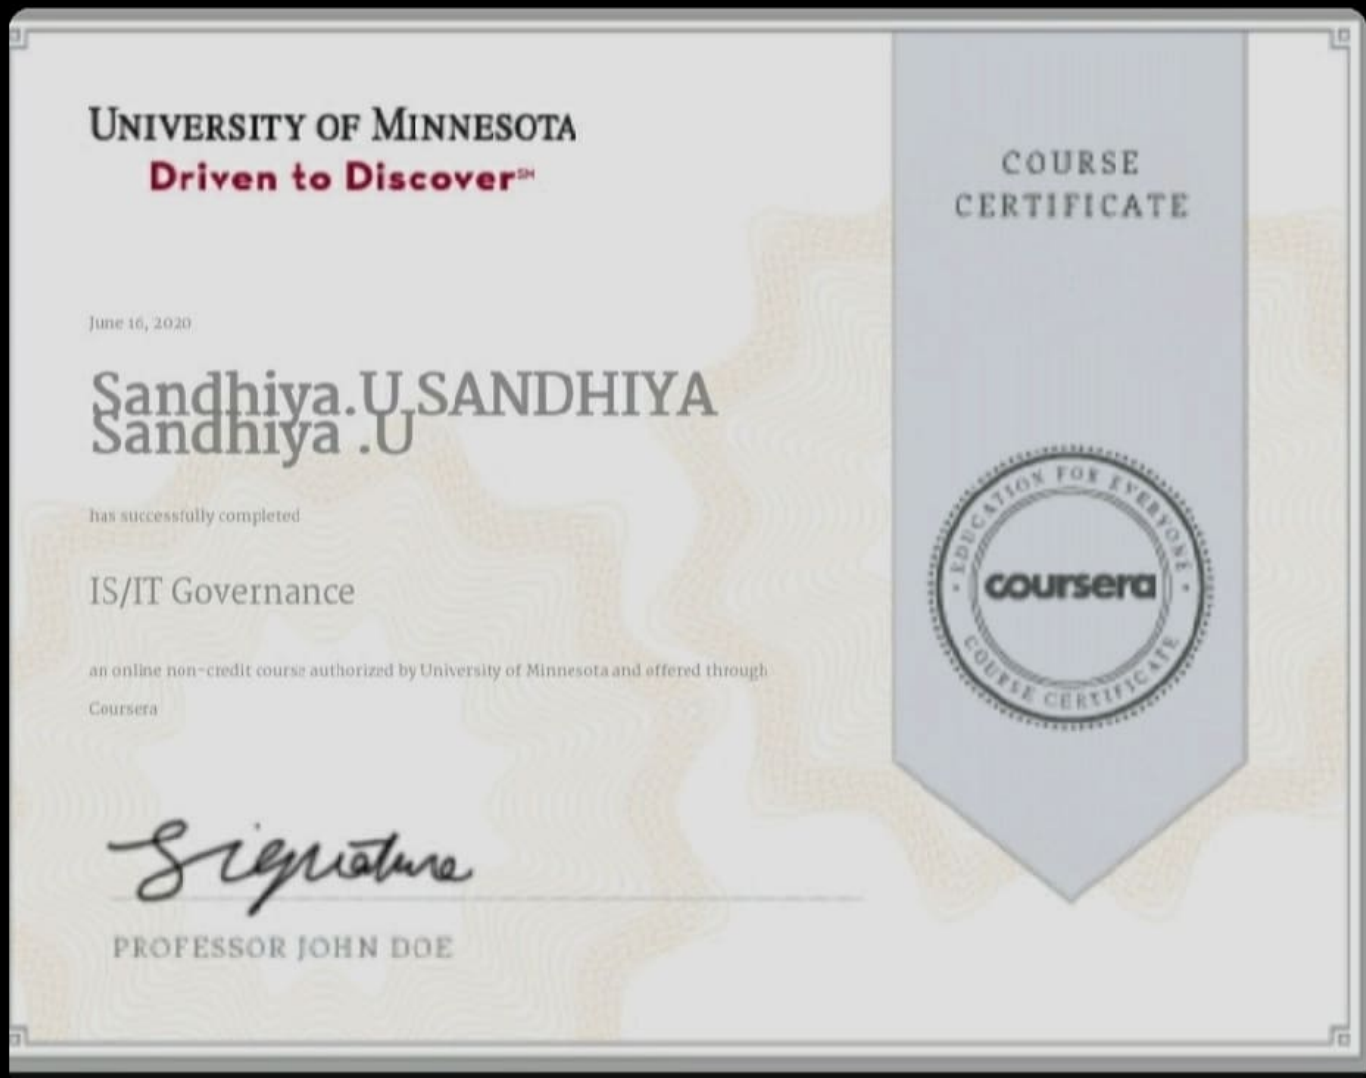 UNIVERSITY OF MINNESOTA
Driven to Discover℠
COURSE
CERTIFICATE
June 16, 2020
Sandhiya.U SANDHIYA
Sandhiya .U
has successfully completed
IS/IT Governance
an online non-credit course authorized by University of Minnesota and offered through
Coursera
EDUCATION FOR EVERYONE
coursera
COURSE CERTIFICATE
Signature
PROFESSOR JOHN DOE